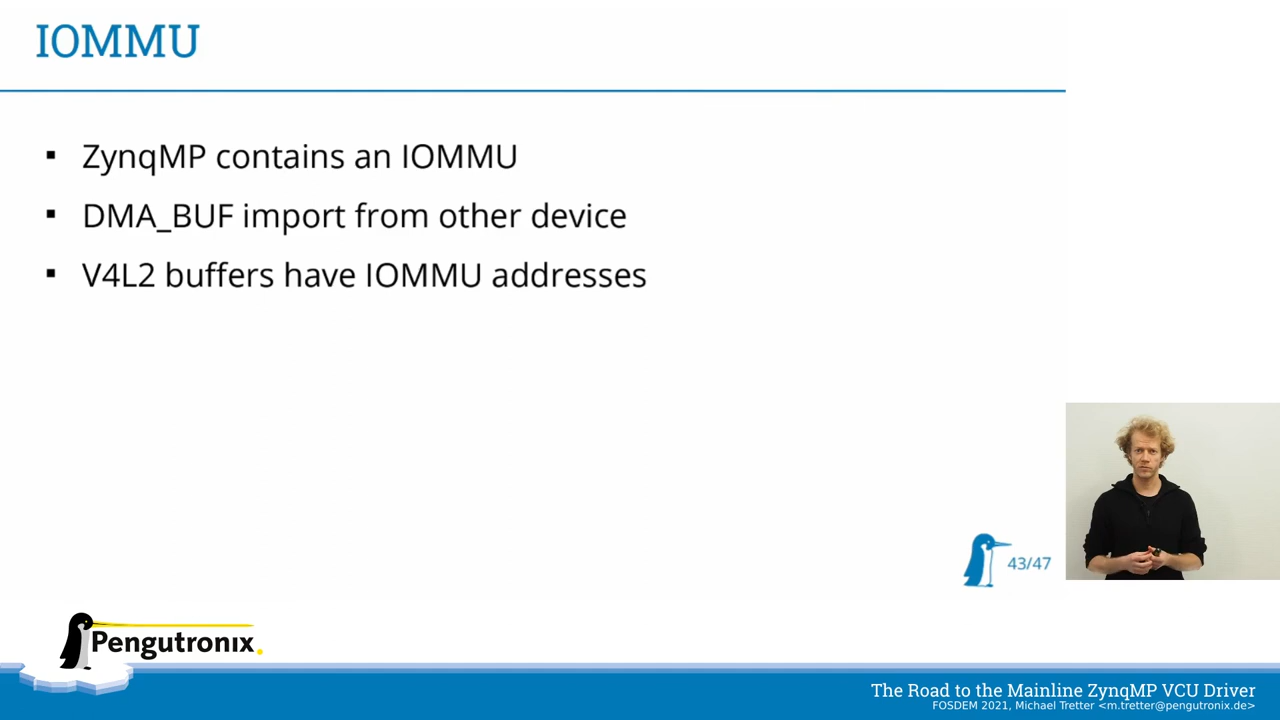 IOMMU
▪ ZynqMP contains an IOMMU
▪ DMA_BUF import from other device
▪ V4L2 buffers have IOMMU addresses
43/47
Pengutronix.
The Road to the Mainline ZynqMP VCU Driver
FOSDEM 2021, Michael Tretter <m.tretter@pengutronix.de>